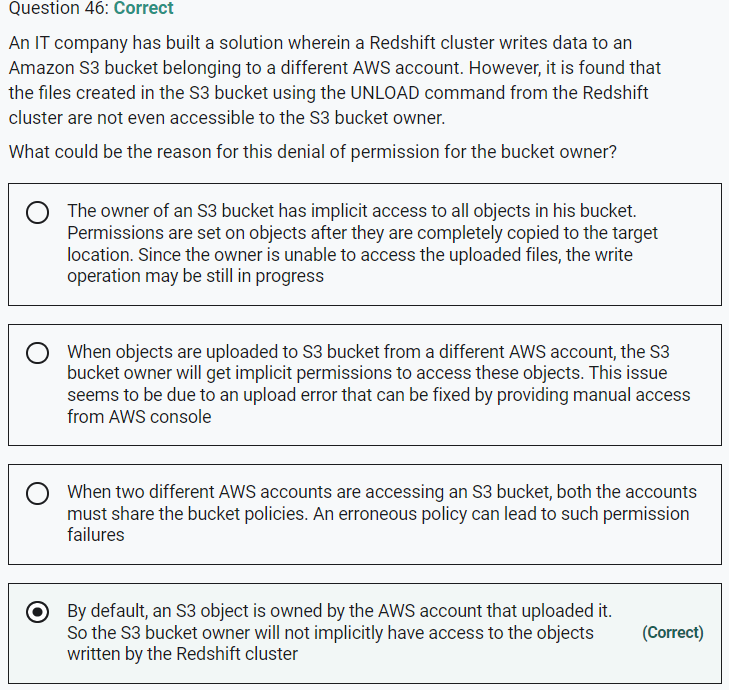 Question 46: Correct
An IT company has built a solution wherein a Redshift cluster writes data to an
Amazon S3 bucket belonging to a different AWS account. However, it is found that
the files created in the S3 bucket using the UNLOAD command from the Redshift
cluster are not even accessible to the S3 bucket owner.
What could be the reason for this denial of permission for the bucket owner?
The owner of an S3 bucket has implicit access to all objects in his bucket.
Permissions are set on objects after they are completely copied to the target
location. Since the owner is unable to access the uploaded files, the write
operation may be still in progress
When objects are uploaded to S3 bucket from a different AWS account, the S3
bucket owner will get implicit permissions to access these objects. This issue
seems to be due to an upload error that can be fixed by providing manual access
from AWS console
When two different AWS accounts are accessing an S3 bucket, both the accounts
must share the bucket policies. An erroneous policy can lead to such permission
failures
By default, an S3 object is owned by the AWS account that uploaded it.
So the S3 bucket owner will not implicitly have access to the objects
written by the Redshift cluster
(Correct)